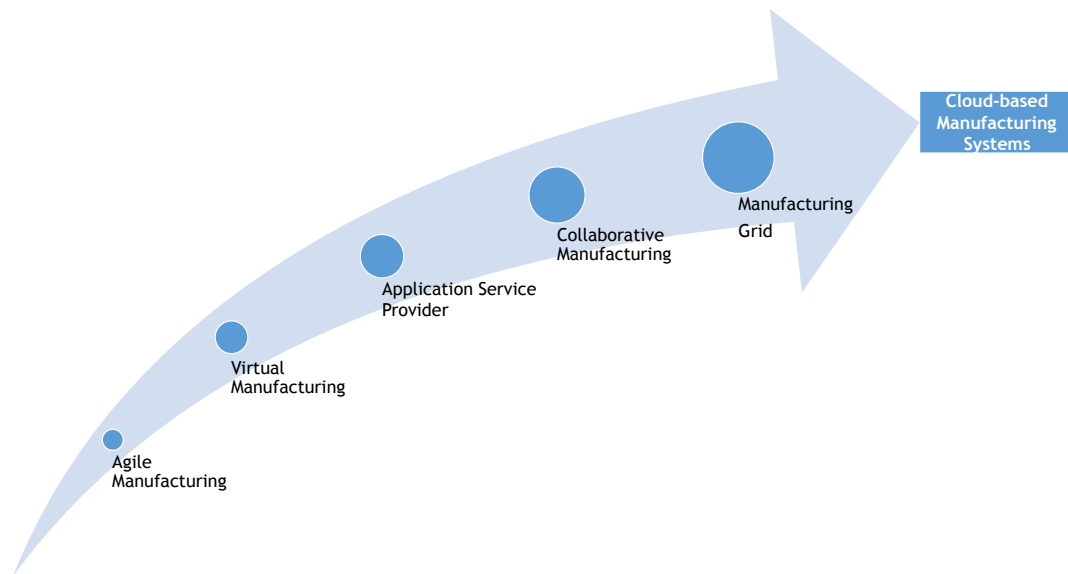 Cloud-based
Manufacturing
Systems
Manufacturing
Grid
Collaborative
Manufacturing
Application Service
Provider
Virtual
Manufacturing
Agile
Manufacturing